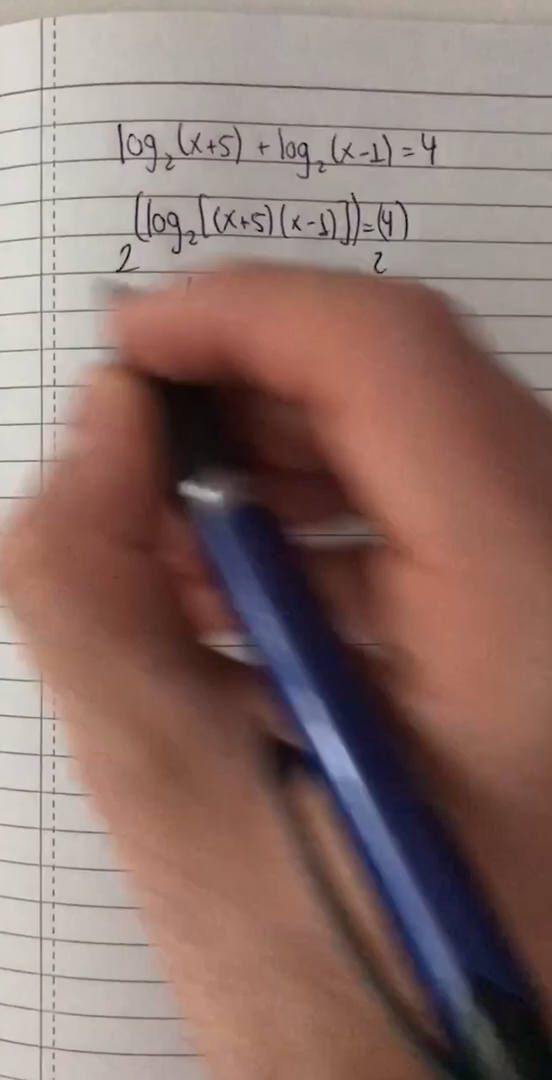 log₂(x+5) + log₂(x-1) = 4
2^(log₂[(x+5)(x-1)]) = 2^(4)